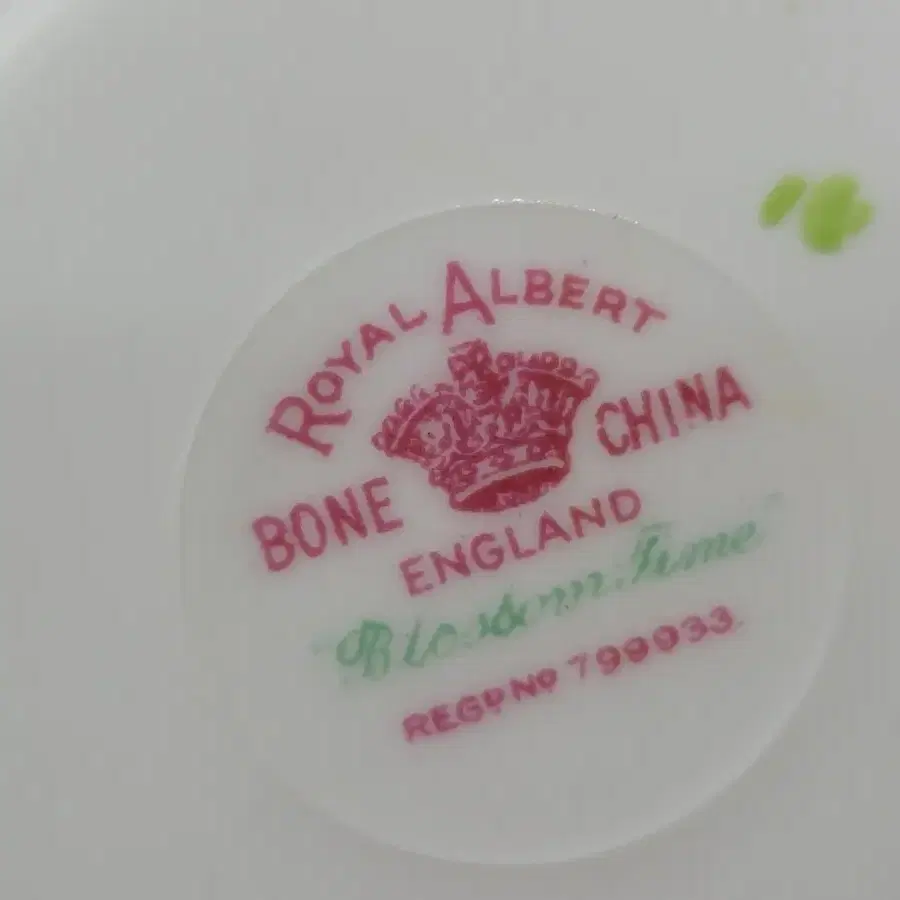 ROYAL ALBERT
BONE CHINA
ENGLAND
"Blossom Time"
REGD No 799933.